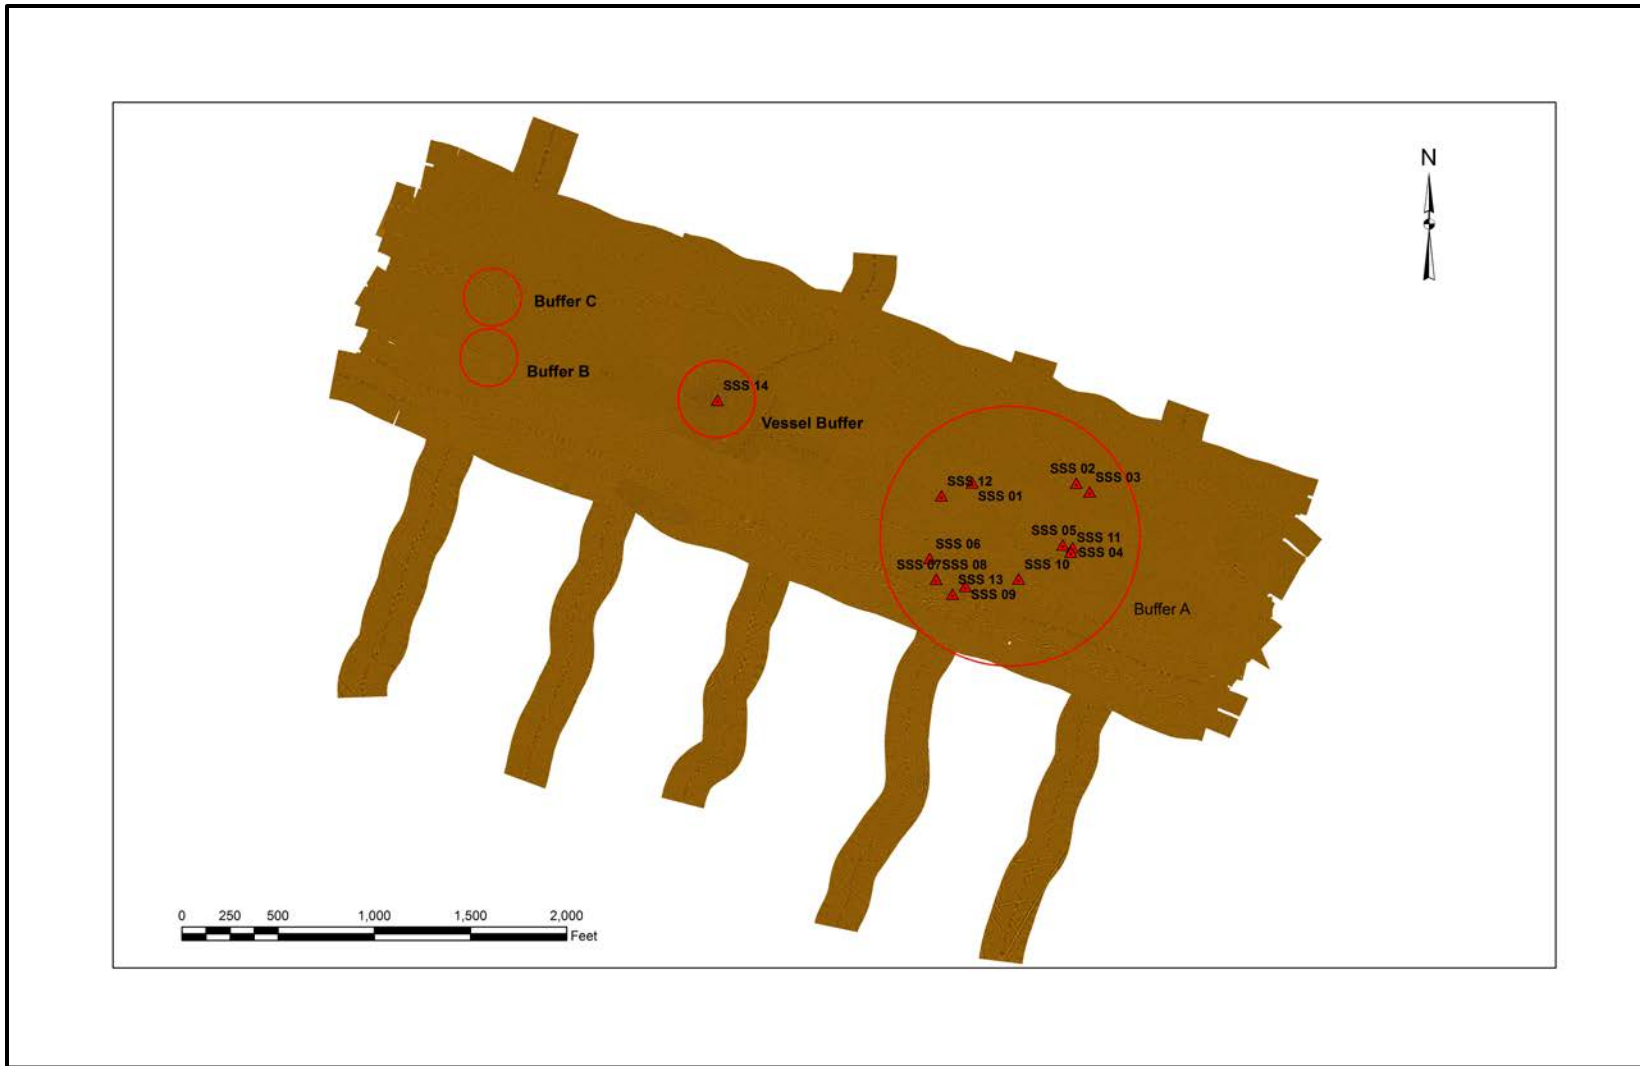 N
Buffer C
Buffer B
SSS 14
Vessel Buffer
SSS 02
SSS 03
SSS 12
SSS 01
SSS 05
SSS 11
SSS 04
SSS 06
SSS 07 SSS 08
SSS 10
SSS 13
SSS 09
Buffer A
0 250 500 1,000 1,500 2,000
Feet